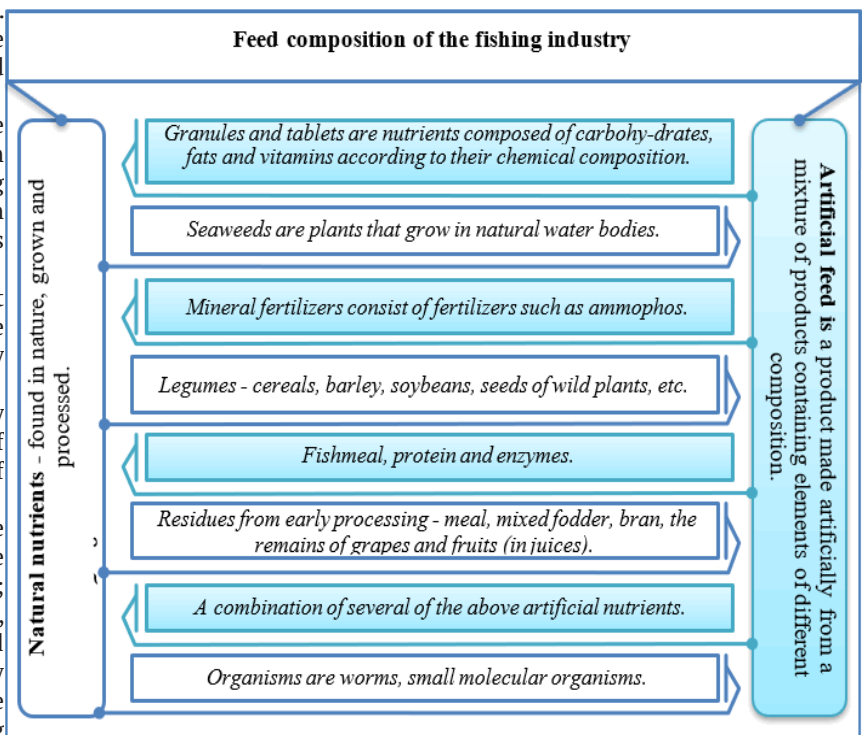 Feed composition of the fishing industry
Natural nutrients - found in nature, grown and
processed.
Granules and tablets are nutrients composed of carbohy-drates,
fats and vitamins according to their chemical composition.
Seaweeds are plants that grow in natural water bodies.
Mineral fertilizers consist of fertilizers such as ammophos.
Legumes - cereals, barley, soybeans, seeds of wild plants, etc.
Fishmeal, protein and enzymes.
Residues from early processing - meal, mixed fodder, bran, the
remains of grapes and fruits (in juices).
A combination of several of the above artificial nutrients.
Organisms are worms, small molecular organisms.
Artificial feed is a product made artificially from a
mixture of products containing elements of different
composition.